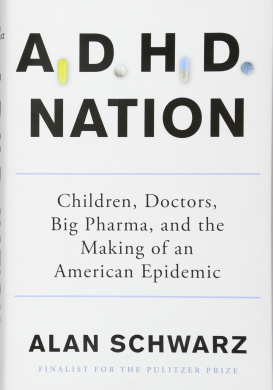 A.D.H.D.
NATION
Children, Doctors,
Big Pharma, and the
Making of an
American Epidemic
ALAN SCHWARZ
FINALIST FOR THE PULITZER PRIZE